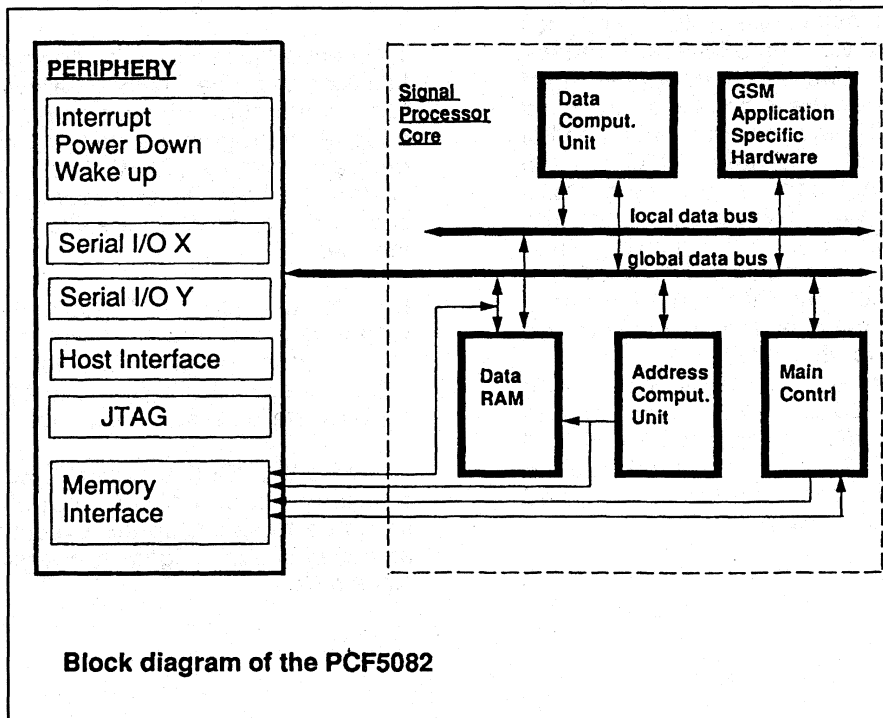 PERIPHERY
Interrupt
Power Down
Wake up
Serial I/O X
Serial I/O Y
Host Interface
JTAG
Memory
Interface
Signal
Processor
Core
Data
Comput.
Unit
GSM
Application
Specific
Hardware
local data bus
global data bus
Data
RAM
Address
Comput.
Unit
Main
Contrl
Block diagram of the PCF5082